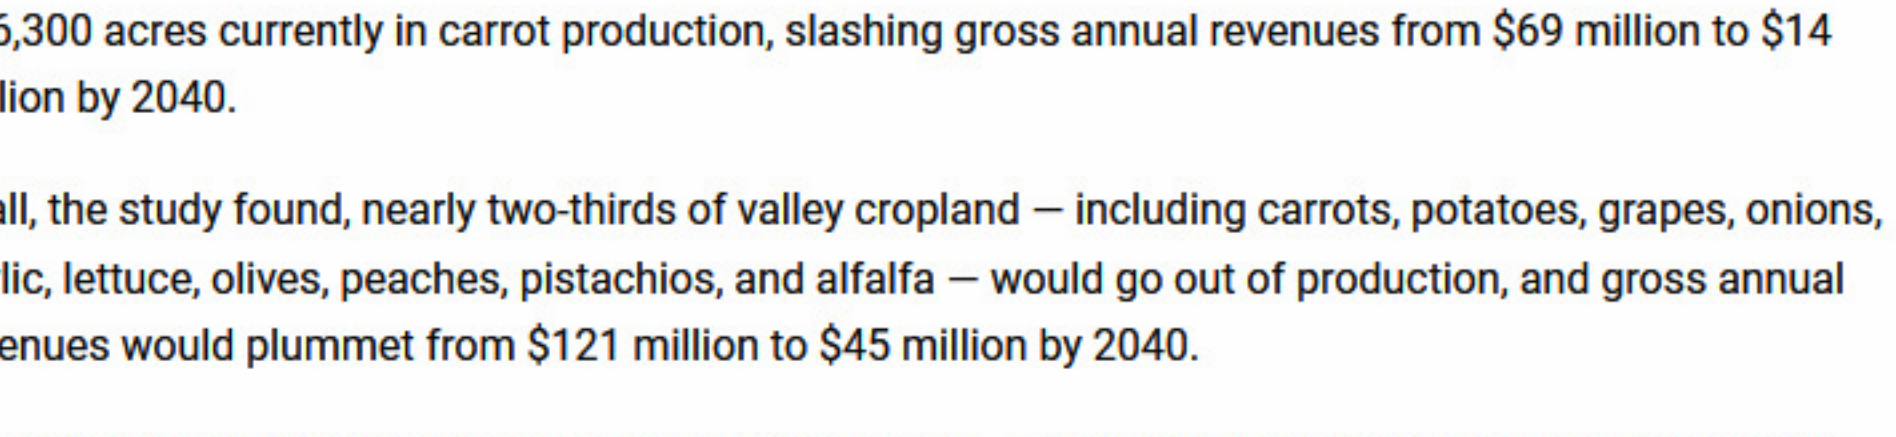 6,300 acres currently in carrot production, slashing gross annual revenues from $69 million to $14
lion by 2040.
all, the study found, nearly two-thirds of valley cropland — including carrots, potatoes, grapes, onions,
lic, lettuce, olives, peaches, pistachios, and alfalfa — would go out of production, and gross annual
enues would plummet from $121 million to $45 million by 2040.